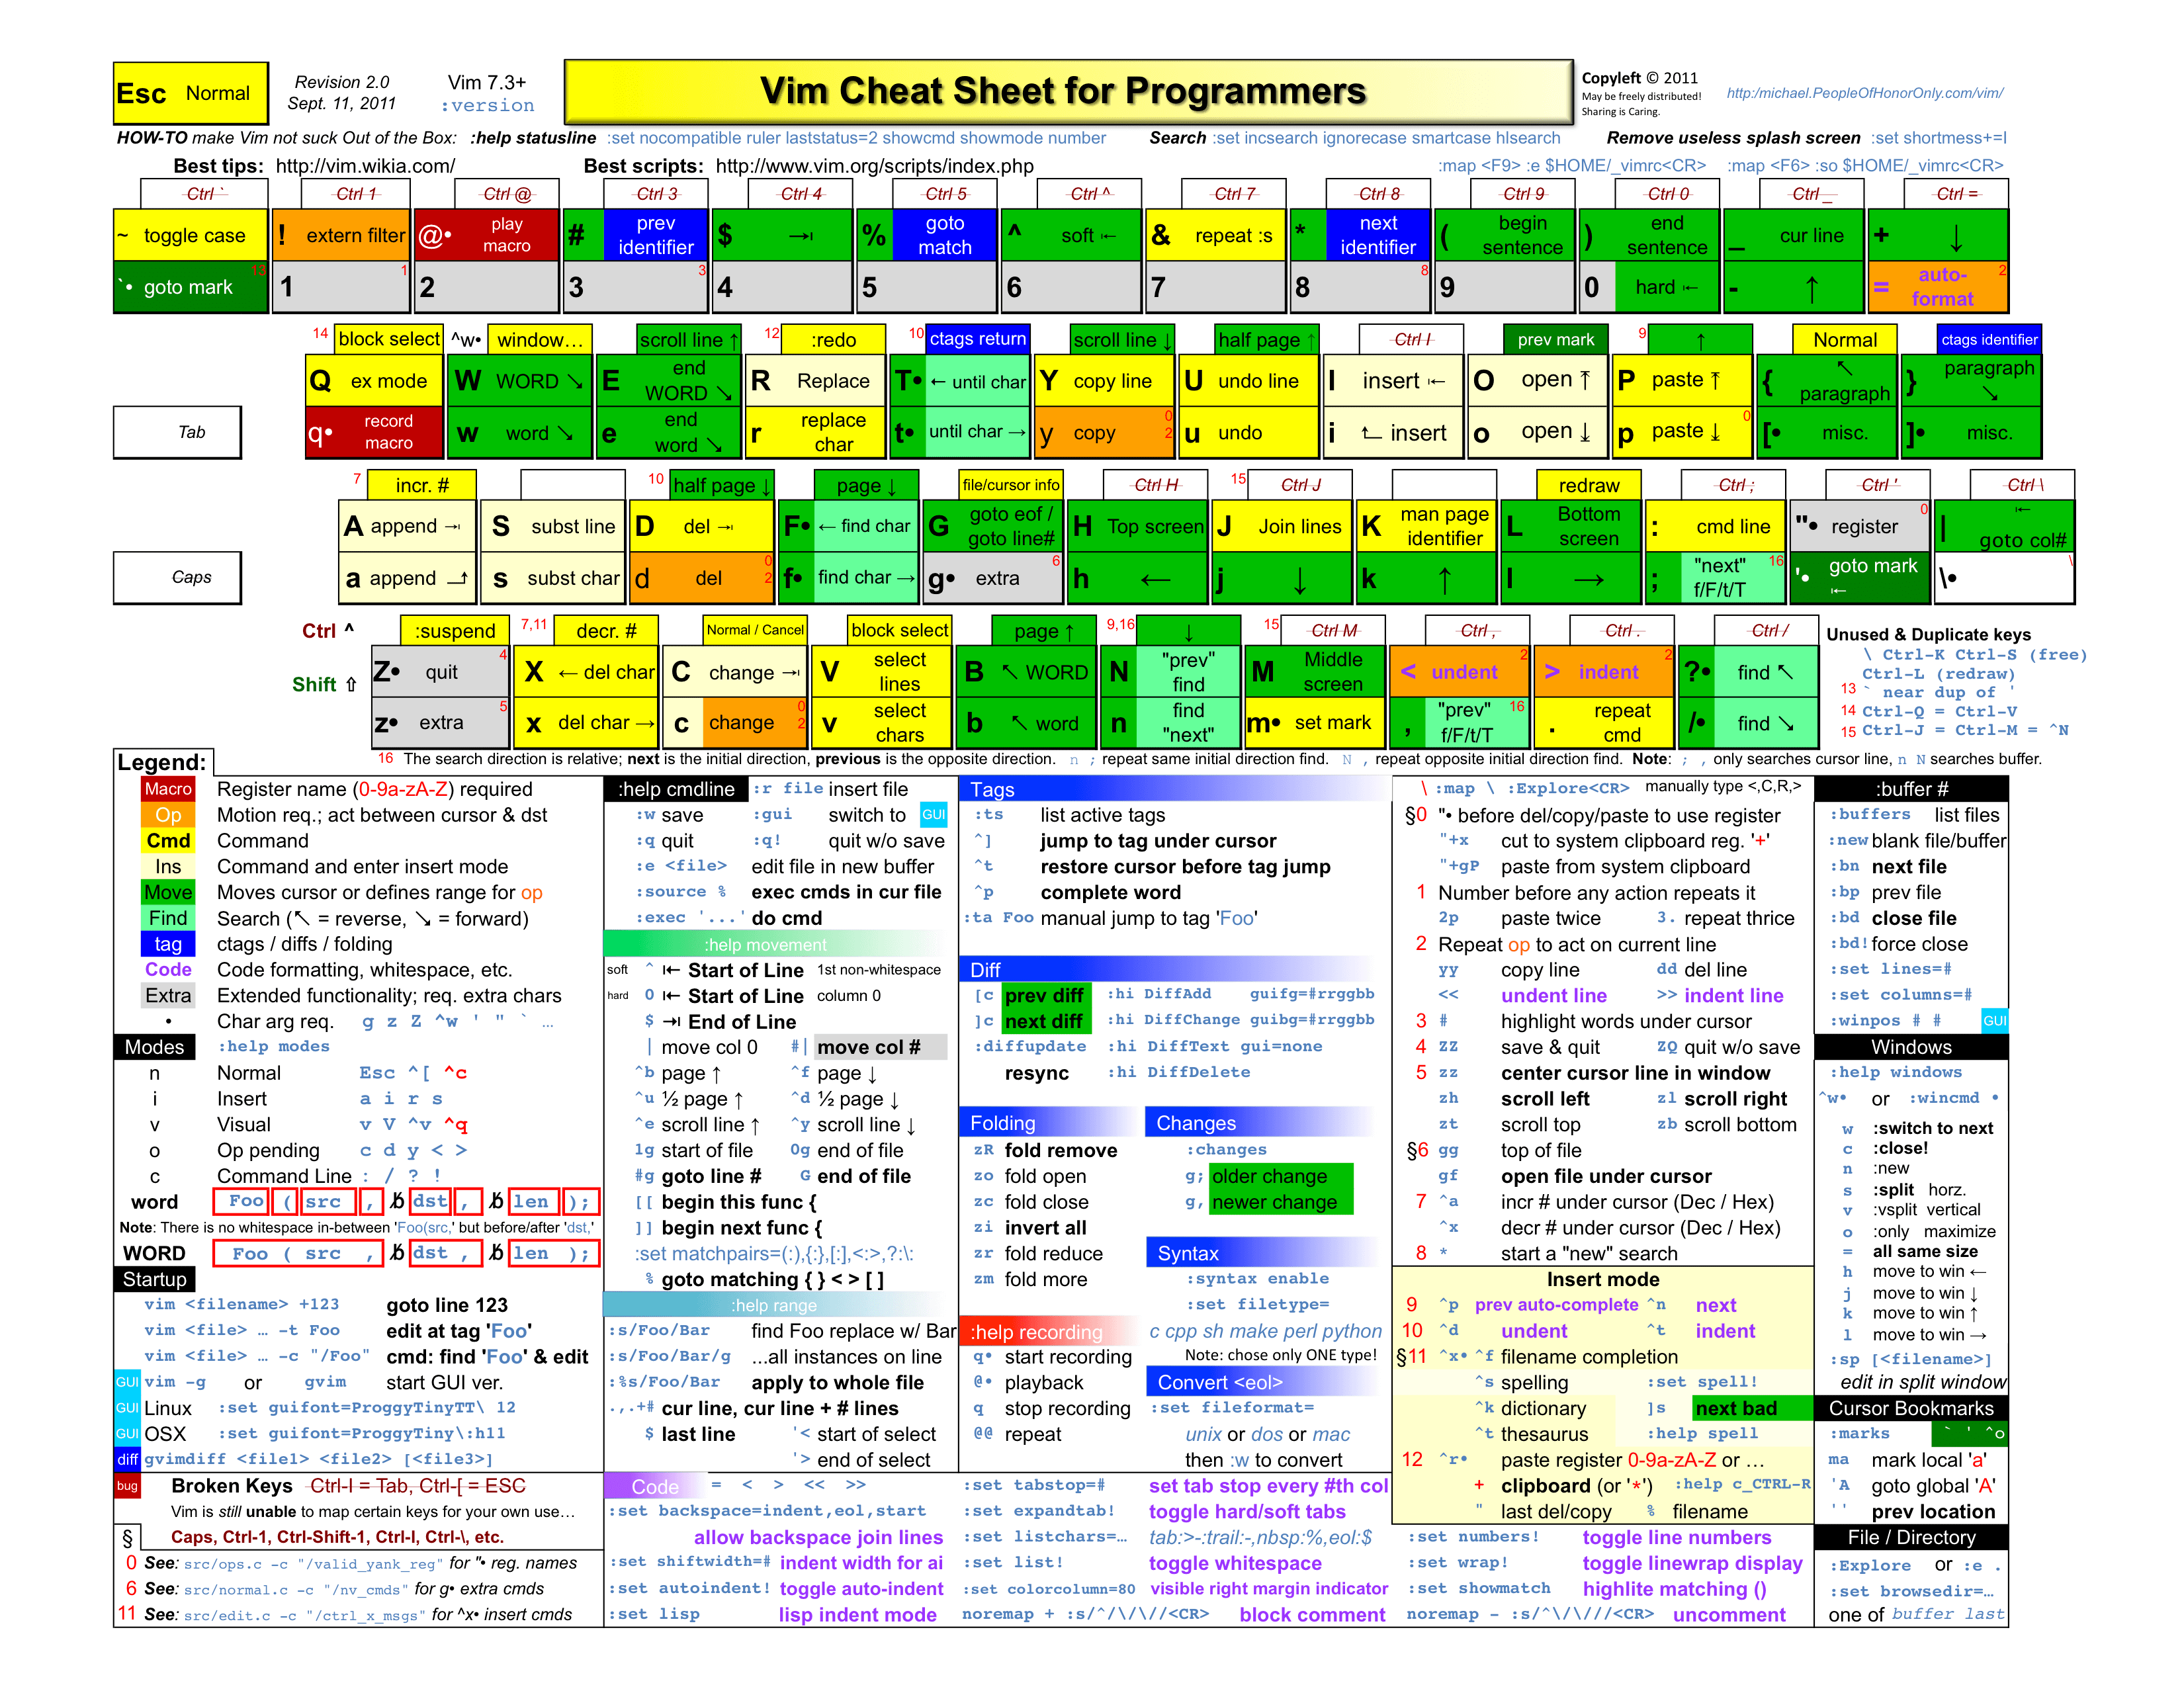 Esc Normal
Revision 2.0
Sept. 11, 2011
Vim 7.3+
:version
Vim Cheat Sheet for Programmers
Copyleft © 2011
May be freely distributed!
Sharing is Caring.
http:/michael.PeopleOfHonorOnly.com/vim/
HOW-TO make Vim not suck Out of the Box: :help statusline :set nocompatible ruler laststatus=2 showcmd showmode number Search :set incsearch ignorecase smartcase hlsearch Remove useless splash screen :set shortmess+=I
Best tips: http://vim.wikia.com/ Best scripts: http://www.vim.org/scripts/index.php :map <F9> :e $HOME/_vimrc<CR> :map <F6> :so $HOME/_vimrc<CR>
Ctrl ` Ctrl 1 Ctrl @ Ctrl 3 Ctrl 4 Ctrl 5 Ctrl ^ Ctrl 7 Ctrl 8 Ctrl 9 Ctrl 0 Ctrl _ Ctrl =
~ toggle case ! extern filter @• play macro # prev identifier $ ⇥ % goto match ^ soft ⇤ & repeat :s * next identifier ( begin sentence ) end sentence _ cur line + ↓
`• goto mark 13 1 1 2 3 3 4 5 6 7 8 8 9 0 hard ⇤ - ↑ = auto-format 2
14 block select ^w• window… scroll line ↑ 12 :redo 10 ctags return scroll line ↓ half page ↑ Ctrl I prev mark 9 ↑ Normal ctags identifier
Q ex mode W WORD ↘ E end WORD ↘ R Replace T• ← until char Y copy line U undo line I insert ⇤ O open ⤒ P paste ⤒ { ↖ paragraph } paragraph ↘
Tab q• record macro w word ↘ e end word ↘ r replace char t• until char → y copy 0 2 u undo i insert o open ⤓ p paste ⤓ 0 [• misc. ]• misc.
7 incr. # 10 half page ↓ page ↓ file/cursor info Ctrl H 15 Ctrl J redraw Ctrl ; Ctrl ' Ctrl \
A append ⇥ S subst line D del ⇥ F• ← find char G goto eof / goto line# H Top screen J Join lines K man page identifier L Bottom screen : cmd line "• register 0 | ⇤ goto col#
Caps a append s subst char d del 0 2 f• find char → g• extra 6 h ← j ↓ k ↑ l → ; "next" f/F/t/T 16 '• goto mark ⇤ \• \
Ctrl ^ :suspend 7,11 decr. # Normal / Cancel block select page ↑ 9,16 ↓ 15 Ctrl M Ctrl , Ctrl . Ctrl /
Shift ⇧ Z• quit 4 X ← del char C change ⇥ V select lines B ↖ WORD N "prev" find M Middle screen < undent 2 > indent 2 ?• find ↖
z• extra 5 x del char → c change 0 2 v select chars b ↖ word n find "next" m• set mark , "prev" f/F/t/T 16 . repeat cmd /• find ↘
Unused & Duplicate keys
\ Ctrl-K Ctrl-S (free)
Ctrl-L (redraw)
13 ` near dup of '
14 Ctrl-Q = Ctrl-V
15 Ctrl-J = Ctrl-M = ^N
16 The search direction is relative; next is the initial direction, previous is the opposite direction. n ; repeat same initial direction find. N , repeat opposite initial direction find. Note: ; , only searches cursor line, n N searches buffer.
Legend:
Macro Register name (0-9a-zA-Z) required
Op Motion req.; act between cursor & dst
Cmd Command
Ins Command and enter insert mode
Move Moves cursor or defines range for op
Find Search (↖ = reverse, ↘ = forward)
tag ctags / diffs / folding
Code Code formatting, whitespace, etc.
Extra Extended functionality; req. extra chars
• Char arg req. g z Z ^w ' " ` …
Modes :help modes
n Normal Esc ^[ ^c
i Insert a i r s
v Visual v V ^v ^q
o Op pending c d y < >
c Command Line : / ? !
word Foo ( src , ␢ dst , ␢ len );
Note: There is no whitespace in-between 'Foo(src,' but before/after 'dst,'
WORD Foo ( src , ␢ dst , ␢ len );
Startup
vim <filename> +123 goto line 123
vim <file> … -t Foo edit at tag 'Foo'
vim <file> … -c "/Foo" cmd: find 'Foo' & edit
GUI vim -g or gvim start GUI ver.
GUI Linux :set guifont=ProggyTinyTT\ 12
GUI OSX :set guifont=ProggyTiny\:h11
diff gvimdiff <file1> <file2> [<file3>]
bug Broken Keys Ctrl-I = Tab, Ctrl-[ = ESC
Vim is still unable to map certain keys for your own use…
§ Caps, Ctrl-1, Ctrl-Shift-1, Ctrl-I, Ctrl-\, etc.
0 See: src/ops.c -c "/valid_yank_reg" for "• reg. names
6 See: src/normal.c -c "/nv_cmds" for g• extra cmds
11 See: src/edit.c -c "/ctrl_x_msgs" for ^x• insert cmds
:help cmdline :r file insert file
:w save :gui switch to GUI
:q quit :q! quit w/o save
:e <file> edit file in new buffer
:source % exec cmds in cur file
:exec '...' do cmd
:help movement
soft ^ ⇤ Start of Line 1st non-whitespace
hard 0 ⇤ Start of Line column 0
$ ⇥ End of Line
| move col 0 #| move col #
^b page ↑ ^f page ↓
^u ½ page ↑ ^d ½ page ↓
^e scroll line ↑ ^y scroll line ↓
1g start of file 0g end of file
#g goto line # G end of file
[[ begin this func {
]] begin next func {
:set matchpairs=(:),{:},[:],<:>,?:\:
% goto matching { } < > [ ]
:help range
:s/Foo/Bar find Foo replace w/ Bar
:s/Foo/Bar/g ...all instances on line
:%s/Foo/Bar apply to whole file
.,.+# cur line, cur line + # lines
$ last line '< start of select
'> end of select
Code = < > << >>
:set backspace=indent,eol,start
allow backspace join lines
:set shiftwidth=# indent width for ai
:set autoindent! toggle auto-indent
:set lisp lisp indent mode
Tags
:ts list active tags
^] jump to tag under cursor
^t restore cursor before tag jump
^p complete word
:ta Foo manual jump to tag 'Foo'
Diff
[c prev diff :hi DiffAdd guifg=#rrggbb
]c next diff :hi DiffChange guibg=#rrggbb
:diffupdate :hi DiffText gui=none
resync :hi DiffDelete
Folding
zR fold remove
zo fold open
zc fold close
zi invert all
zr fold reduce
zm fold more
Changes
:changes
g; older change
g, newer change
Syntax
:syntax enable
:set filetype=
c cpp sh make perl python
Note: chose only ONE type!
:help recording
q• start recording
@• playback
q stop recording
@@ repeat
Convert <eol>
:set fileformat=
unix or dos or mac
then :w to convert
:set tabstop=# set tab stop every #th col
:set expandtab! toggle hard/soft tabs
:set listchars=… tab:>-:trail:-,nbsp:%,eol:$
:set list! toggle whitespace
:set colorcolumn=80 visible right margin indicator
noremap + :s/^/\/\//<CR> block comment
\ :map \ :Explore<CR> manually type <,C,R,>
§0 "• before del/copy/paste to use register
"+x cut to system clipboard reg. '+'
"+gP paste from system clipboard
1 Number before any action repeats it
2p paste twice 3. repeat thrice
2 Repeat op to act on current line
yy copy line dd del line
<< undent line >> indent line
3 # highlight words under cursor
4 ZZ save & quit ZQ quit w/o save
5 zz center cursor line in window
zh scroll left zl scroll right
zt scroll top zb scroll bottom
§6 gg top of file
gf open file under cursor
7 ^a incr # under cursor (Dec / Hex)
^x decr # under cursor (Dec / Hex)
8 * start a "new" search
Insert mode
9 ^p prev auto-complete ^n next
10 ^d undent ^t indent
§11 ^x• ^f filename completion
^s spelling :set spell!
^k dictionary ]s next bad
^t thesaurus :help spell
12 ^r• paste register 0-9a-zA-Z or …
+ clipboard (or '*') :help c_CTRL-R
" last del/copy % filename
:set numbers! toggle line numbers
:set wrap! toggle linewrap display
:set showmatch highlite matching ()
noremap - :s/^\/\///<CR> uncomment
:buffer #
:buffers list files
:new blank file/buffer
:bn next file
:bp prev file
:bd close file
:bd! force close
:set lines=#
:set columns=#
:winpos # # GUI
Windows
:help windows
^w• or :wincmd •
w :switch to next
c :close!
n :new
s :split horz.
v :vsplit vertical
o :only maximize
= all same size
h move to win ←
j move to win ↓
k move to win ↑
l move to win →
:sp [<filename>]
edit in split window
Cursor Bookmarks
:marks ` ' ^o
ma mark local 'a'
'A goto global 'A'
'' prev location
File / Directory
:Explore or :e .
:set browsedir=…
one of buffer last